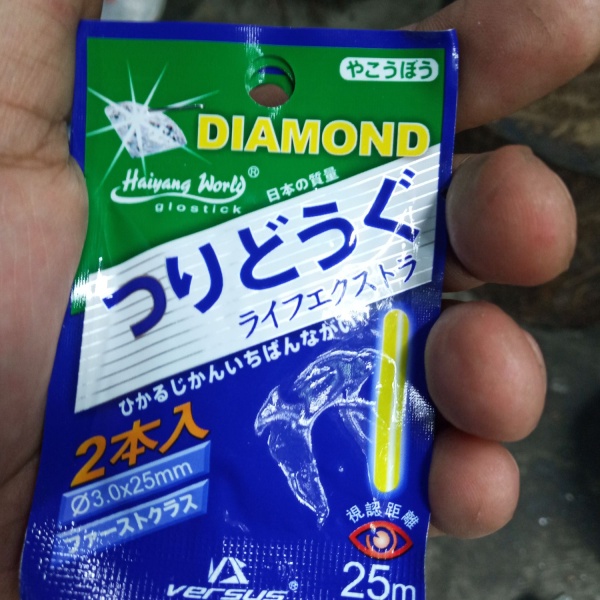 やこうぼう
DIAMOND
Haiyang World®
glostick
日本の質量
つりどうぐ
ライフエクストラ
ひかるじかんいちばんながい
2本入
Ø3.0x25mm
ファーストクラス
視認距離
versus®
25m